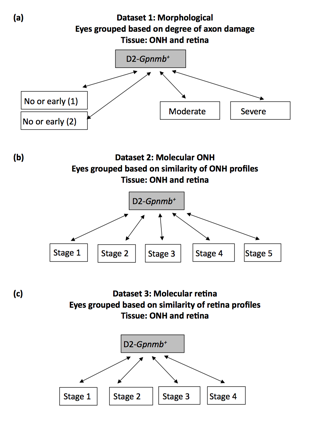 (a)
Dataset 1: Morphological
Eyes grouped based on degree of axon damage
Tissue: ONH and retina
D2-Gpnmb⁺
No or early (1)
No or early (2)
Moderate
Severe
(b)
Dataset 2: Molecular ONH
Eyes grouped based on similarity of ONH profiles
Tissue: ONH and retina
D2-Gpnmb⁺
Stage 1
Stage 2
Stage 3
Stage 4
Stage 5
(c)
Dataset 3: Molecular retina
Eyes grouped based on similarity of retina profiles
Tissue: ONH and retina
D2-Gpnmb⁺
Stage 1
Stage 2
Stage 3
Stage 4